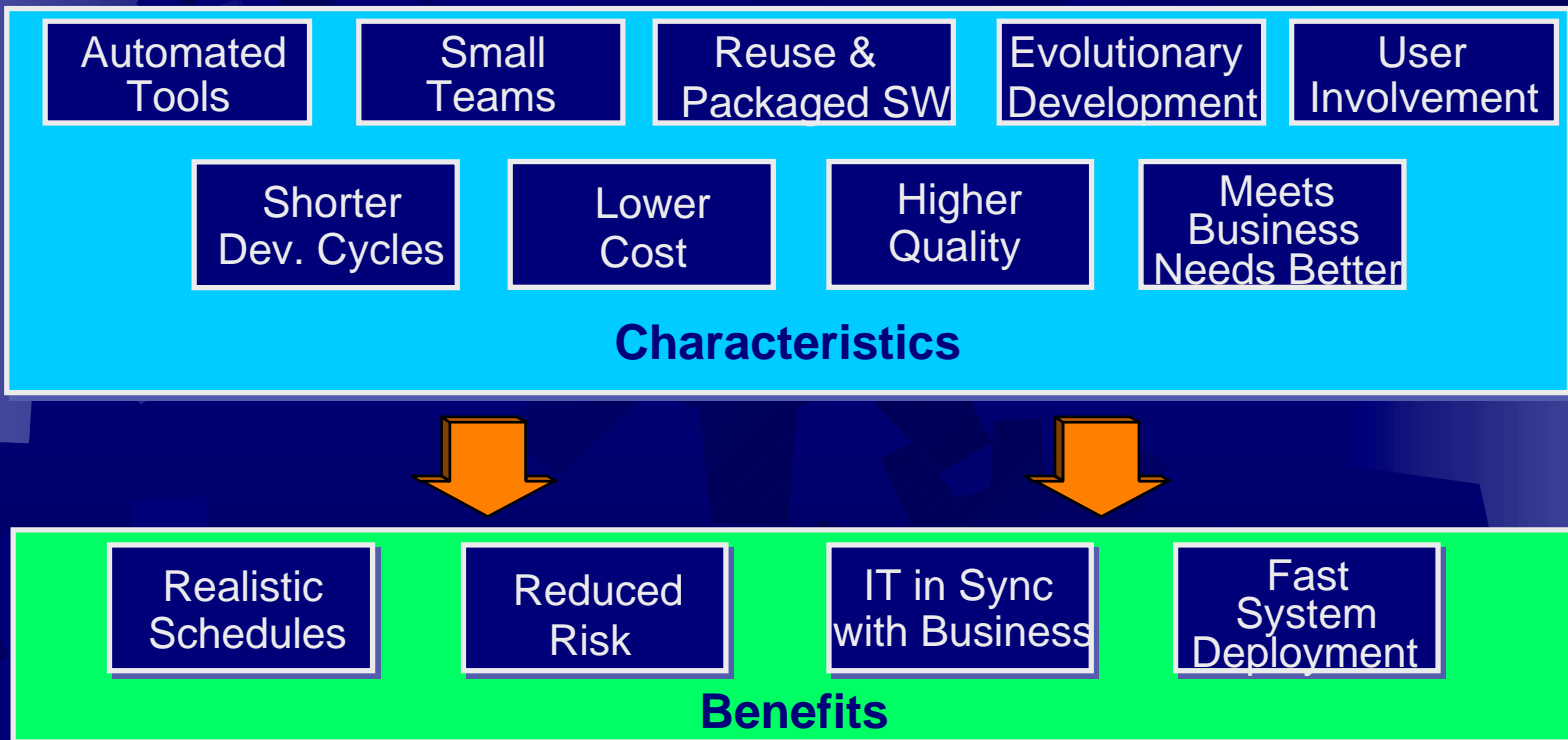 Automated
Tools
Small
Teams
Reuse &
Packaged SW
Evolutionary
Development
User
Involvement
Shorter
Dev. Cycles
Lower
Cost
Higher
Quality
Meets
Business
Needs Better
Characteristics
Realistic
Schedules
Reduced
Risk
IT in Sync
with Business
Fast
System
Deployment
Benefits